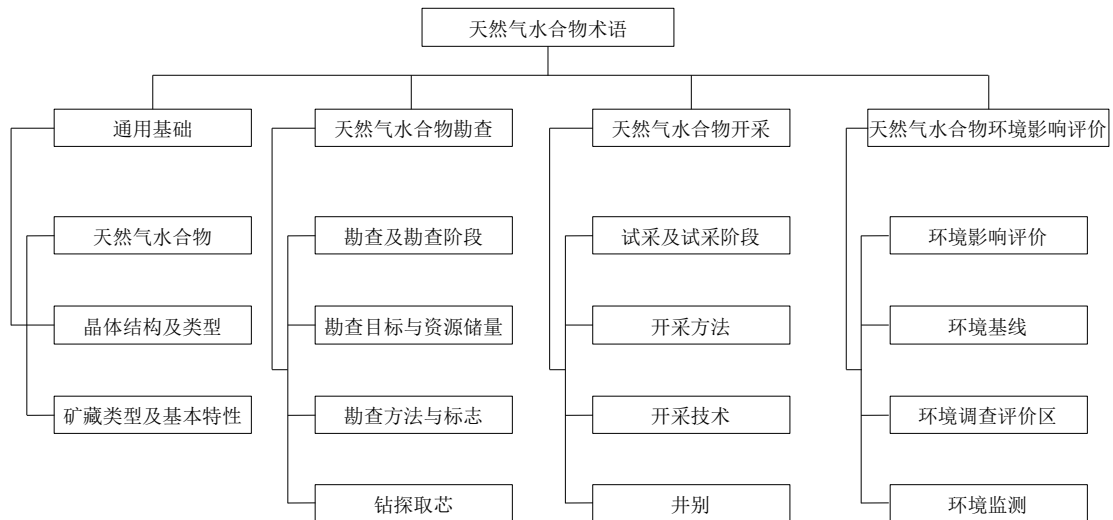 天然气水合物术语
通用基础
天然气水合物勘查
天然气水合物开采
天然气水合物环境影响评价
天然气水合物
勘查及勘查阶段
试采及试采阶段
环境影响评价
晶体结构及类型
勘查目标与资源储量
开采方法
环境基线
矿藏类型及基本特性
勘查方法与标志
开采技术
环境调查评价区
钻探取芯
井别
环境监测